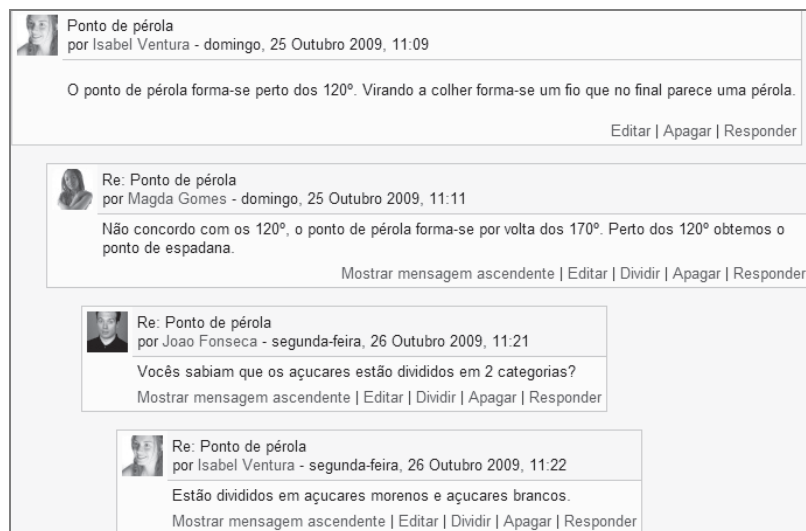 Ponto de pérola
por Isabel Ventura - domingo, 25 Outubro 2009, 11:09
O ponto de pérola forma-se perto dos 120º. Virando a colher forma-se um fio que no final parece uma pérola.
Editar | Apagar | Responder
Re: Ponto de pérola
por Magda Gomes - domingo, 25 Outubro 2009, 11:11
Não concordo com os 120º, o ponto de pérola forma-se por volta dos 170º. Perto dos 120º obtemos o
ponto de espadana.
Mostrar mensagem ascendente | Editar | Dividir | Apagar | Responder
Re: Ponto de pérola
por Joao Fonseca - segunda-feira, 26 Outubro 2009, 11:21
Vocês sabiam que os açucares estão divididos em 2 categorias?
Mostrar mensagem ascendente | Editar | Dividir | Apagar | Responder
Re: Ponto de pérola
por Isabel Ventura - segunda-feira, 26 Outubro 2009, 11:22
Estão divididos em açucares morenos e açucares brancos.
Mostrar mensagem ascendente | Editar | Dividir | Apagar | Responder